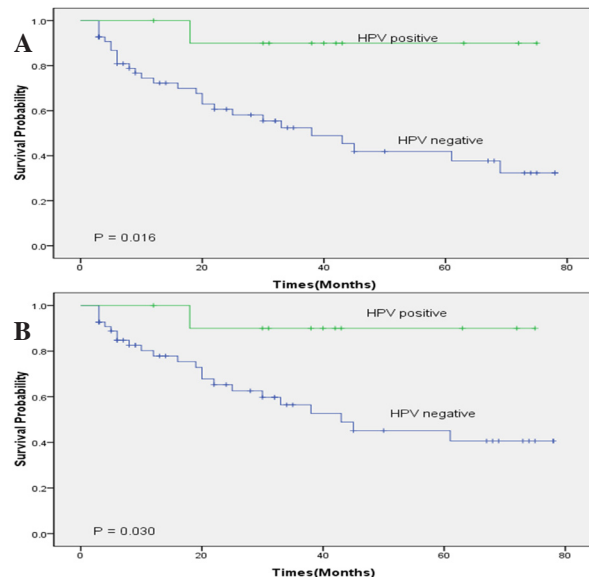 A
1.0
HPV positive
0.8
0.6
HPV negative
0.4
0.2
0.0
P = 0.016
Survival Probability
0
20
40
60
80
Times(Months)
B
1.0
HPV positive
0.8
0.6
HPV negative
0.4
0.2
0.0
P = 0.030
Survival Probability
0
20
40
60
80
Times(Months)